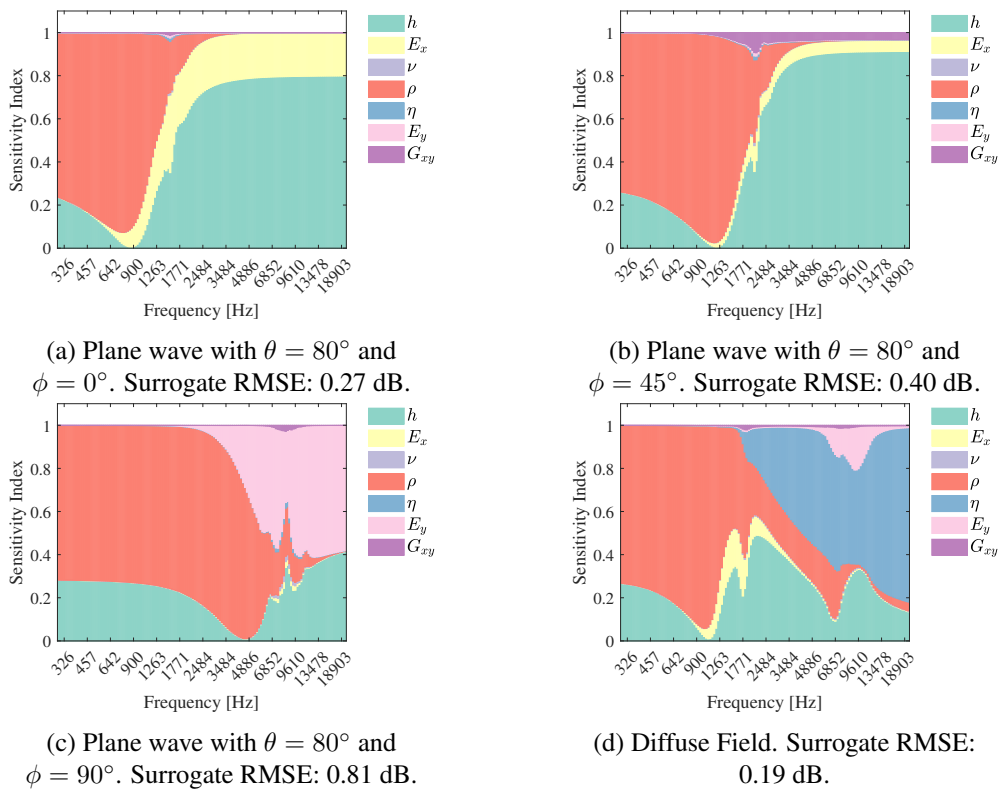 1
0.8
0.6
0.4
0.2
0
Sensitivity Index
326 457 642 900 1263 1771 2484 3484 4886 6852 9610 13478 18903
Frequency [Hz]
h
E_x
ν
ρ
η
E_y
G_{xy}
(a) Plane wave with θ = 80° and
ϕ = 0°. Surrogate RMSE: 0.27 dB.
1
0.8
0.6
0.4
0.2
0
Sensitivity Index
326 457 642 900 1263 1771 2484 3484 4886 6852 9610 13478 18903
Frequency [Hz]
h
E_x
ν
ρ
η
E_y
G_{xy}
(b) Plane wave with θ = 80° and
ϕ = 45°. Surrogate RMSE: 0.40 dB.
1
0.8
0.6
0.4
0.2
0
Sensitivity Index
326 457 642 900 1263 1771 2484 3484 4886 6852 9610 13478 18903
Frequency [Hz]
h
E_x
ν
ρ
η
E_y
G_{xy}
(c) Plane wave with θ = 80° and
ϕ = 90°. Surrogate RMSE: 0.81 dB.
1
0.8
0.6
0.4
0.2
0
Sensitivity Index
326 457 642 900 1263 1771 2484 3484 4886 6852 9610 13478 18903
Frequency [Hz]
h
E_x
ν
ρ
η
E_y
G_{xy}
(d) Diffuse Field. Surrogate RMSE:
0.19 dB.